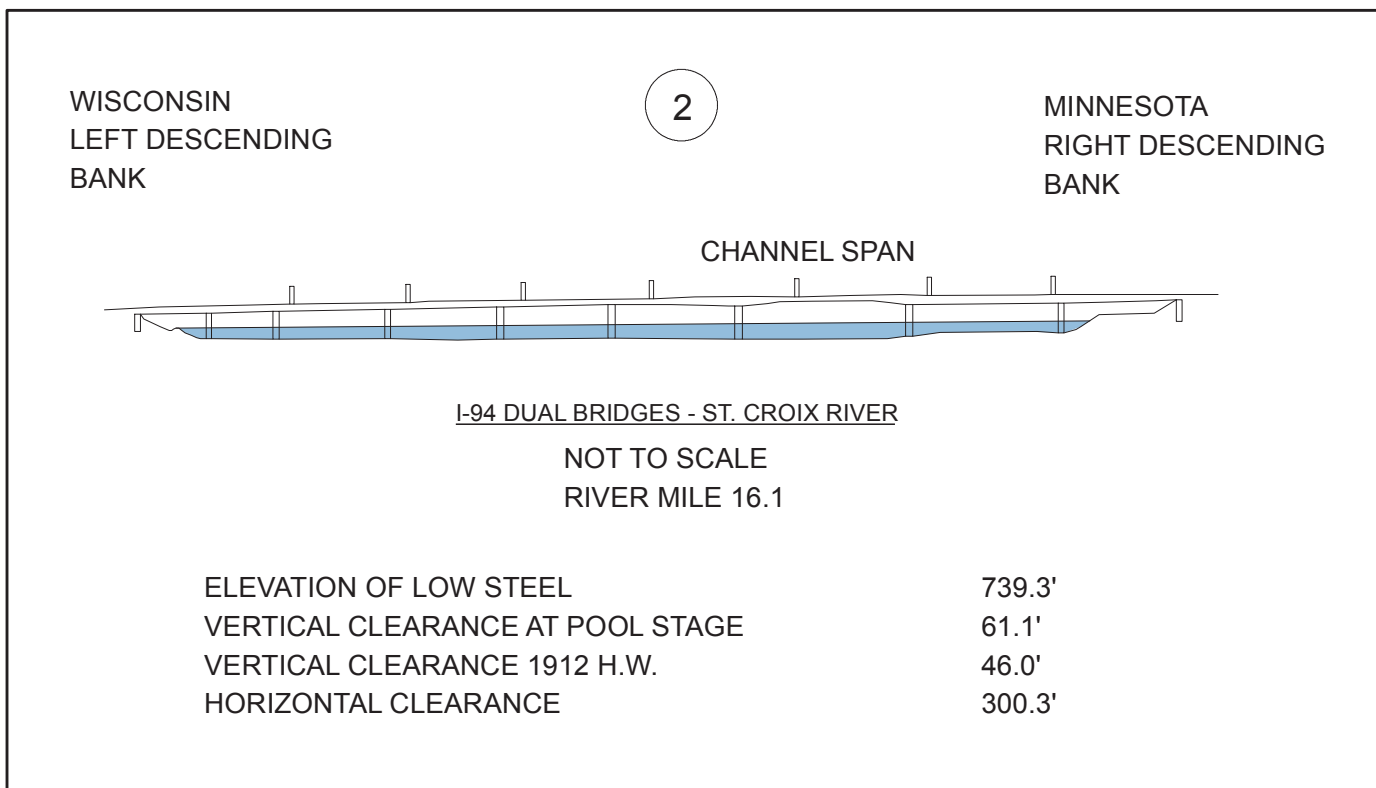 WISCONSIN
LEFT DESCENDING
BANK
2
MINNESOTA
RIGHT DESCENDING
BANK
CHANNEL SPAN
I-94 DUAL BRIDGES - ST. CROIX RIVER
NOT TO SCALE
RIVER MILE 16.1
ELEVATION OF LOW STEEL 739.3'
VERTICAL CLEARANCE AT POOL STAGE 61.1'
VERTICAL CLEARANCE 1912 H.W. 46.0'
HORIZONTAL CLEARANCE 300.3'